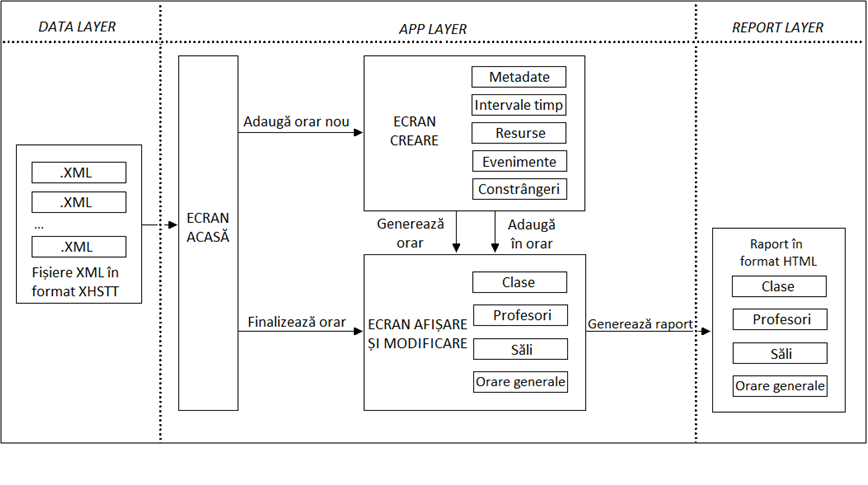 DATA LAYER
APP LAYER
REPORT LAYER
.XML
.XML
...
.XML
Fișiere XML în
format XHSTT
ECRAN
ACASĂ
Adaugă orar nou
Finalizează orar
ECRAN
CREARE
Metadate
Intervale timp
Resurse
Evenimente
Constrângeri
Generează
orar
Adaugă
în orar
ECRAN AFIȘARE
ȘI MODIFICARE
Clase
Profesori
Săli
Orare generale
Generează raport
Raport în
format HTML
Clase
Profesori
Săli
Orare generale